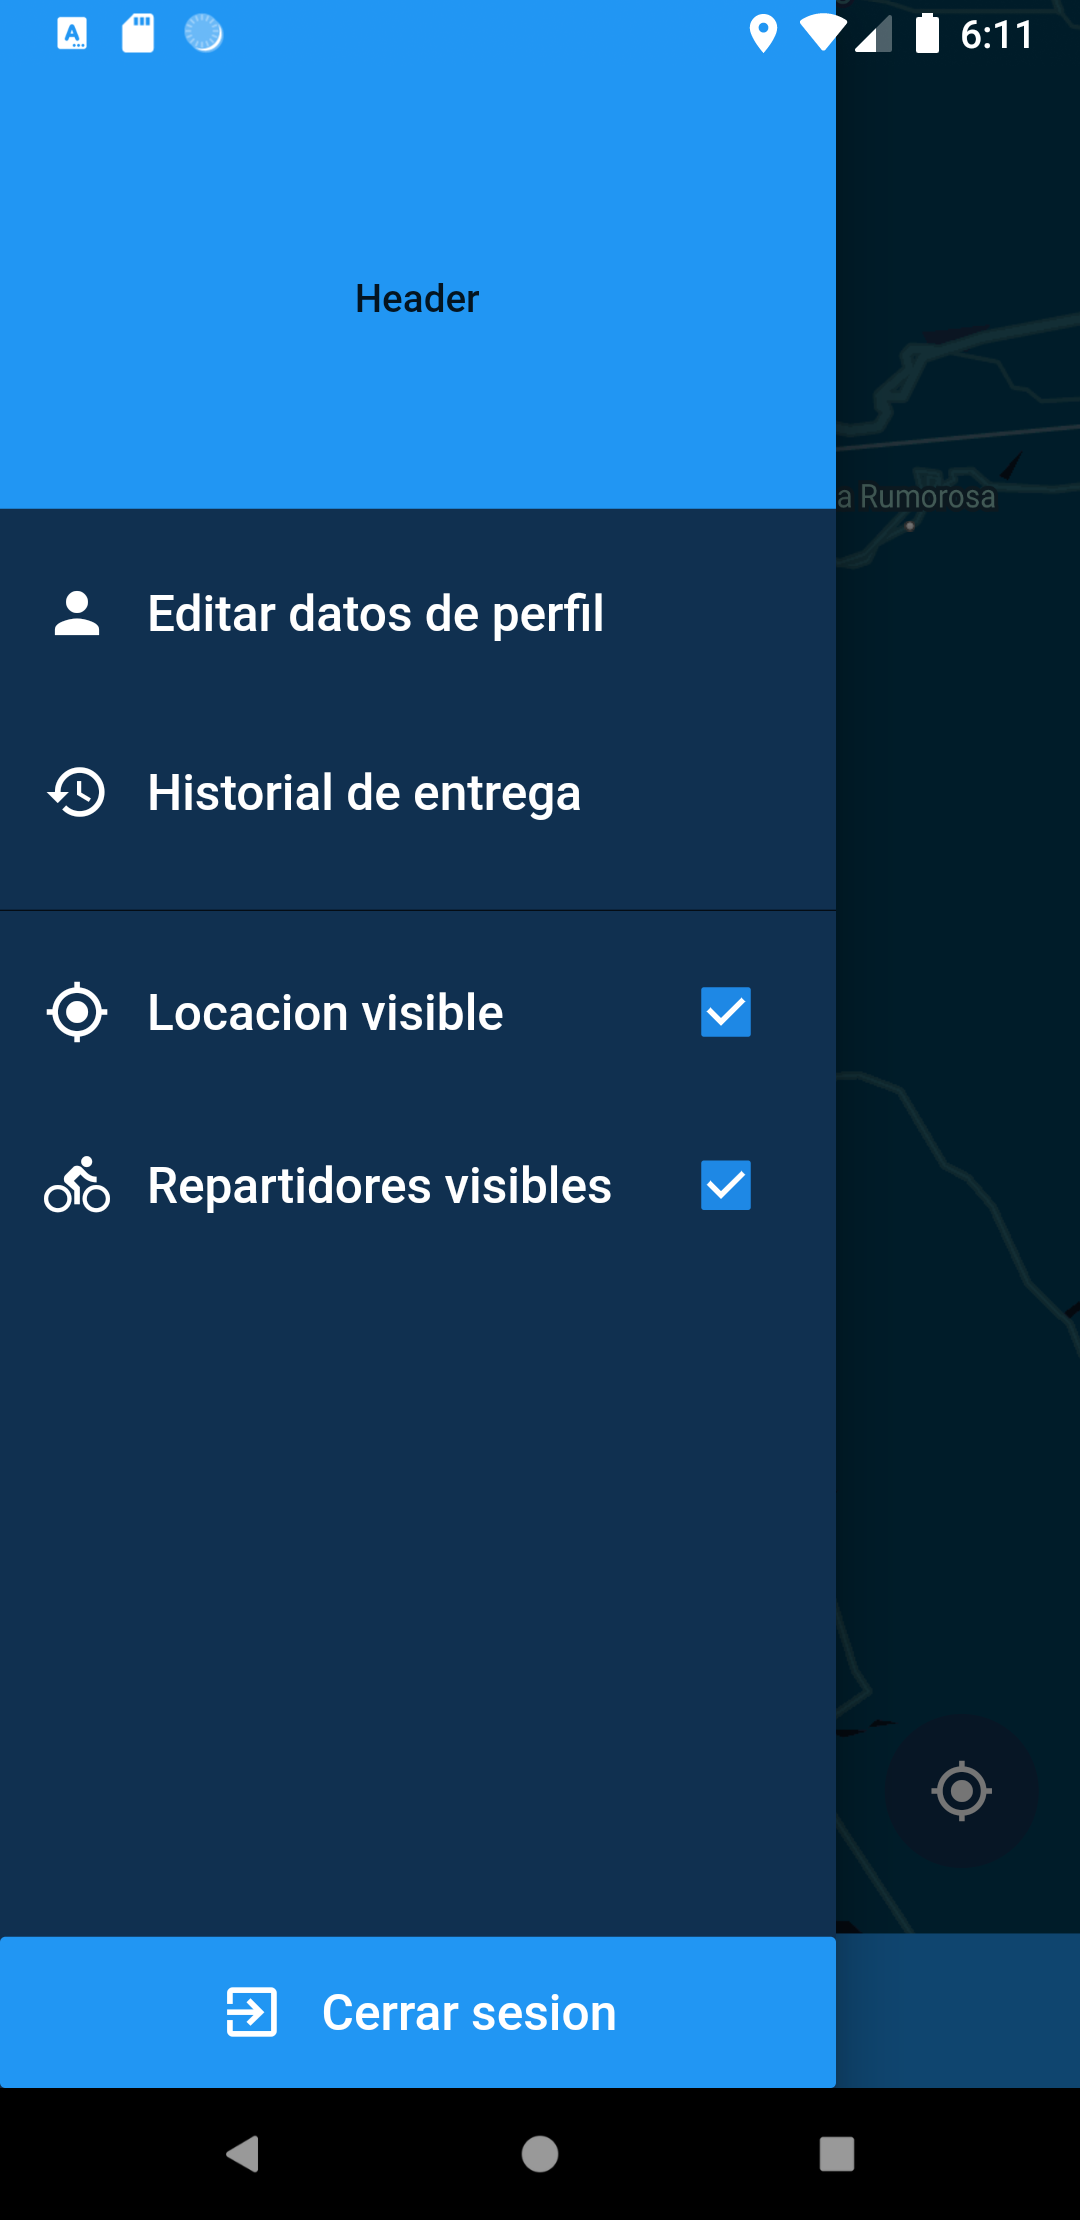 6:11
Header
a Rumorosa
Editar datos de perfil
Historial de entrega
Locacion visible
Repartidores visibles
Cerrar sesion